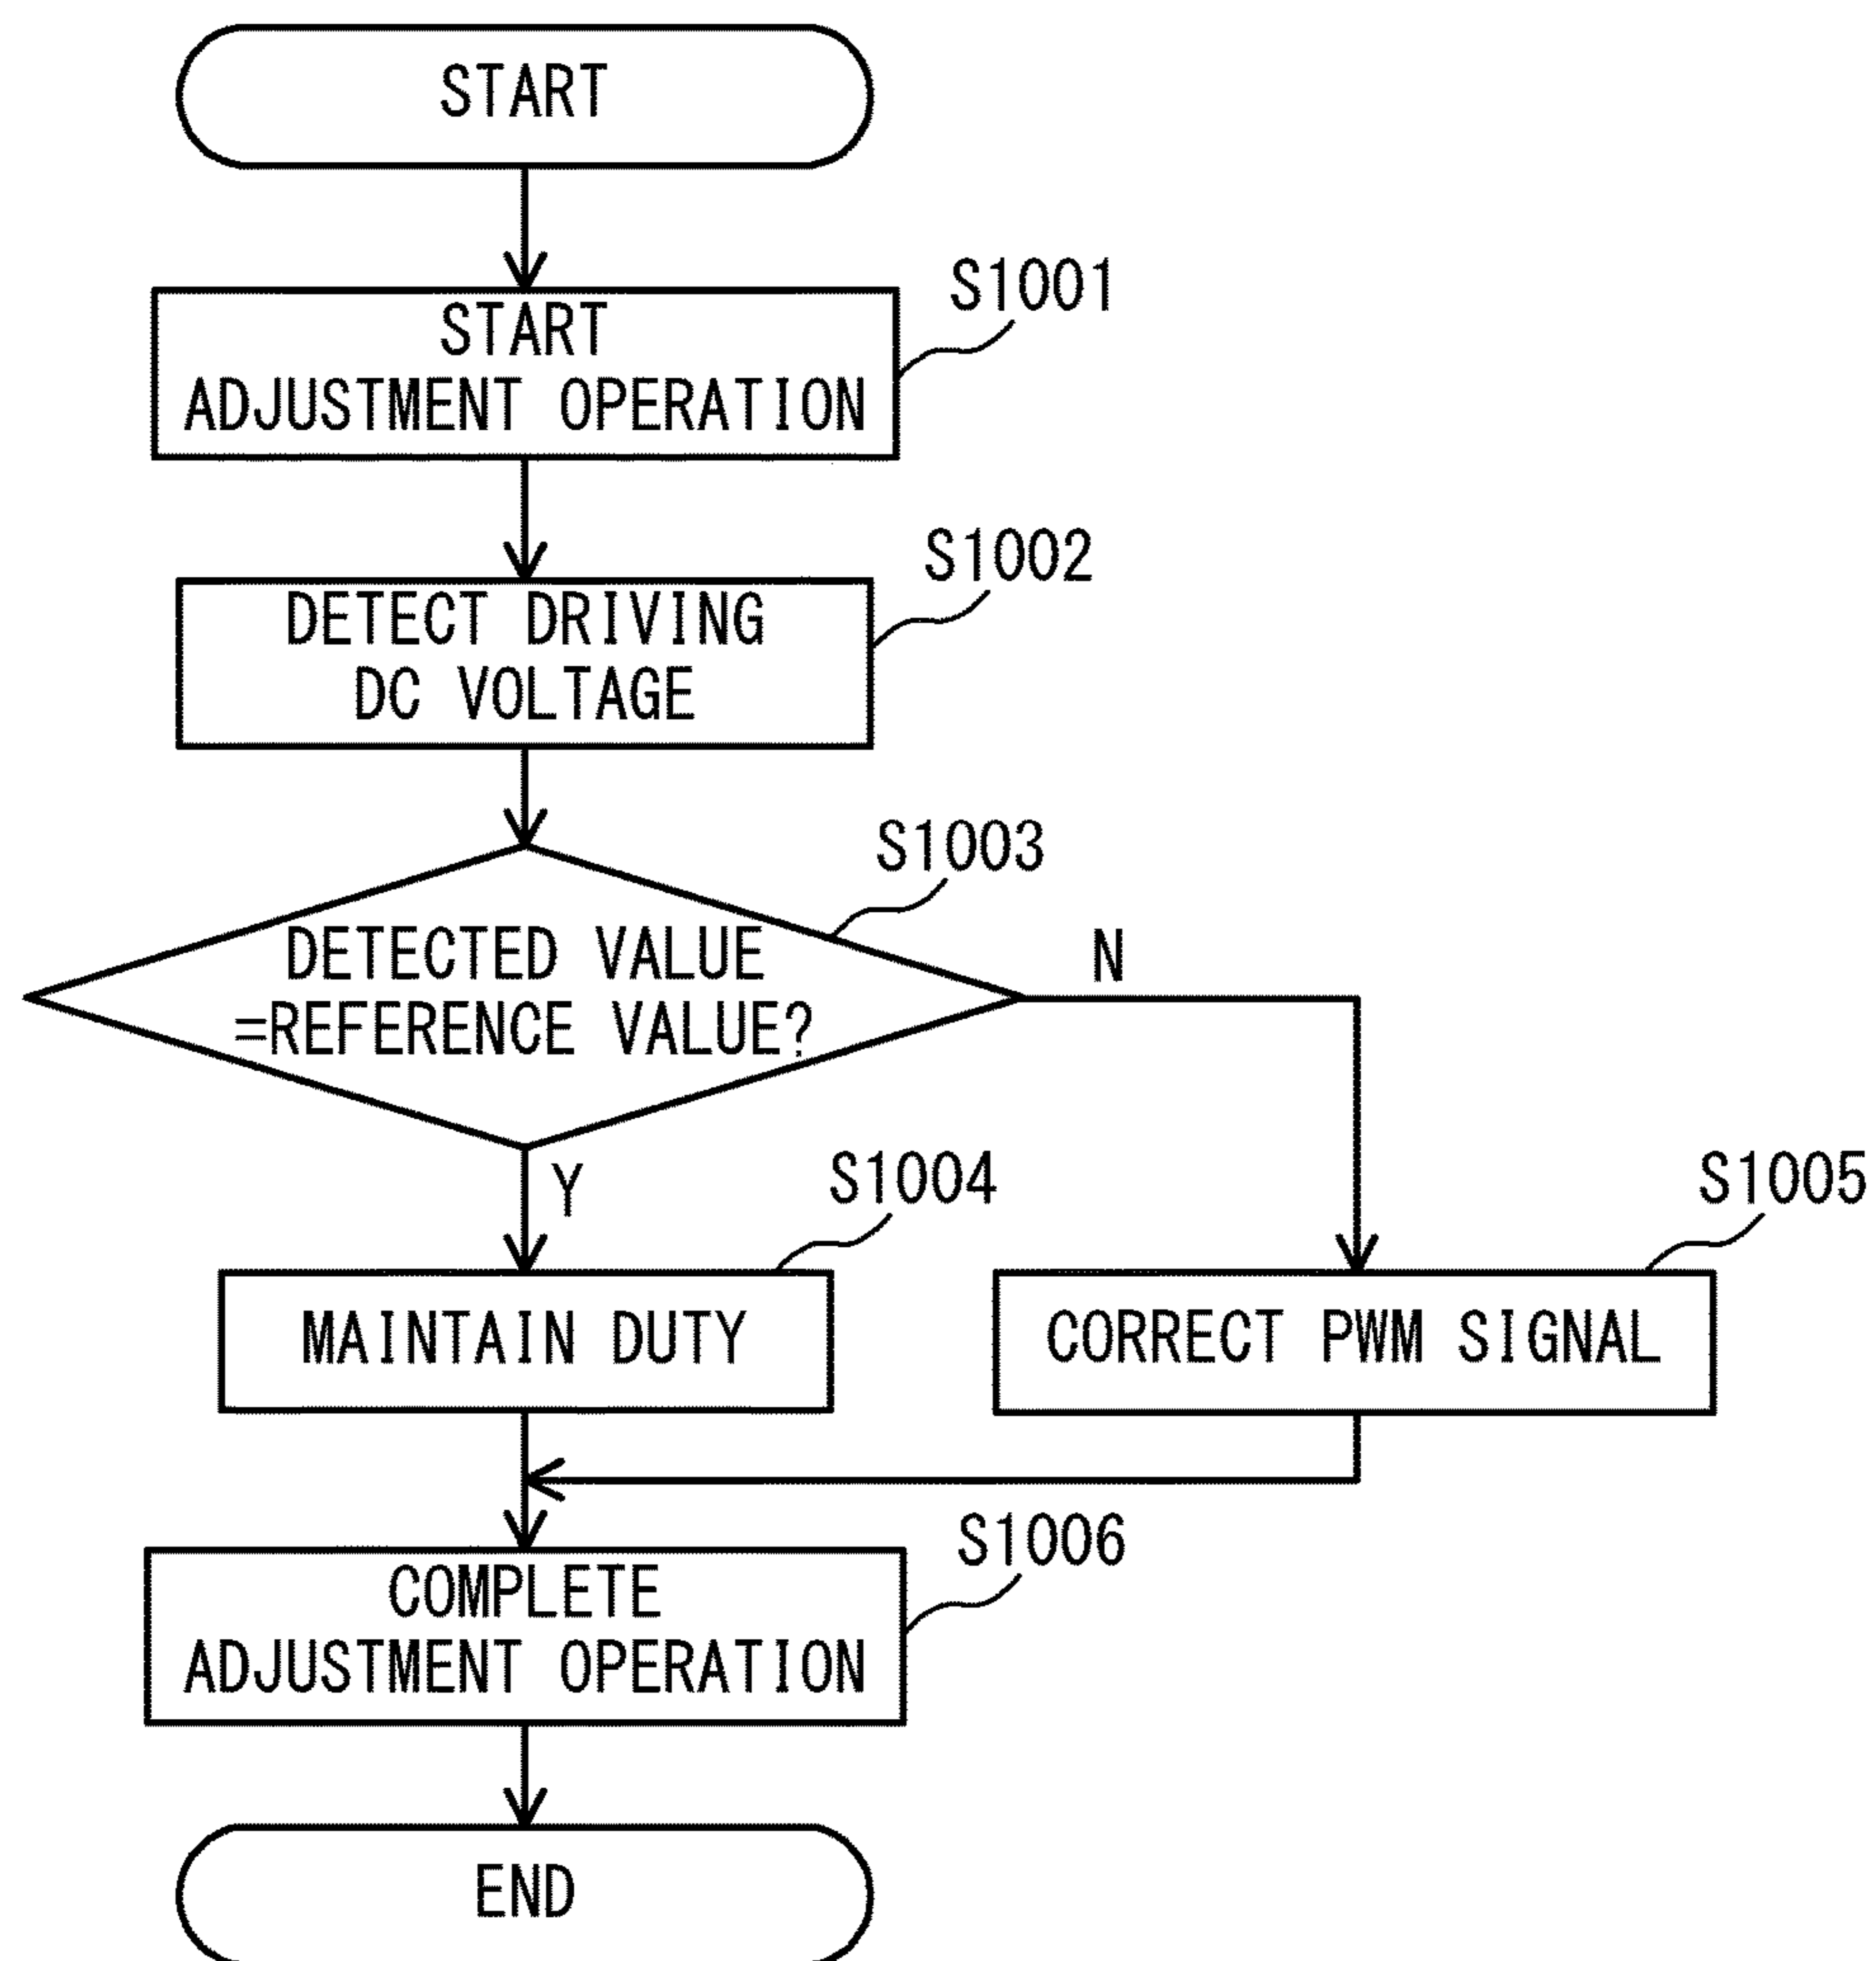 START
S1001
START
ADJUSTMENT OPERATION
S1002
DETECT DRIVING
DC VOLTAGE
S1003
DETECTED VALUE
=REFERENCE VALUE?
N
Y
S1004
S1005
MAINTAIN DUTY
CORRECT PWM SIGNAL
S1006
COMPLETE
ADJUSTMENT OPERATION
END